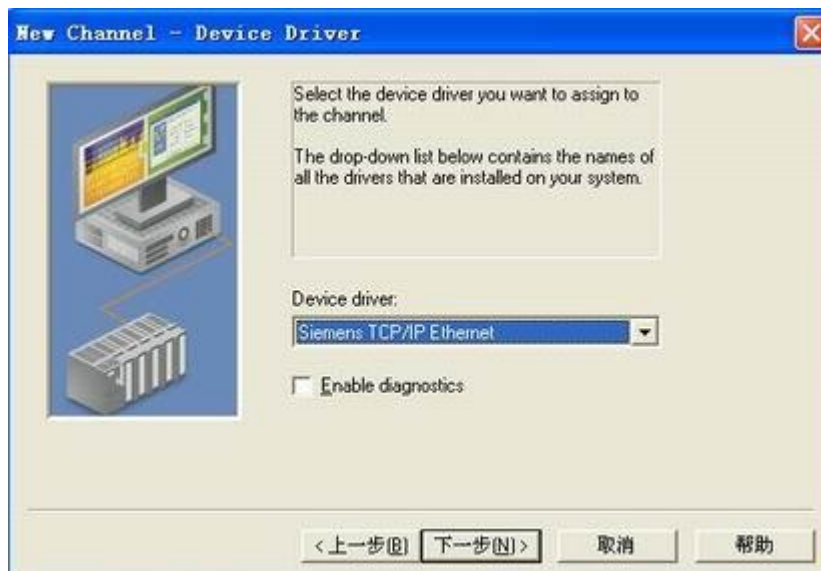 New Channel - Device Driver
Select the device driver you want to assign to
the channel.
The drop-down list below contains the names of
all the drivers that are installed on your system.
Device driver:
Siemens TCP/IP Ethernet
Enable diagnostics
<上一步(B) 下一步(N)> 取消 帮助